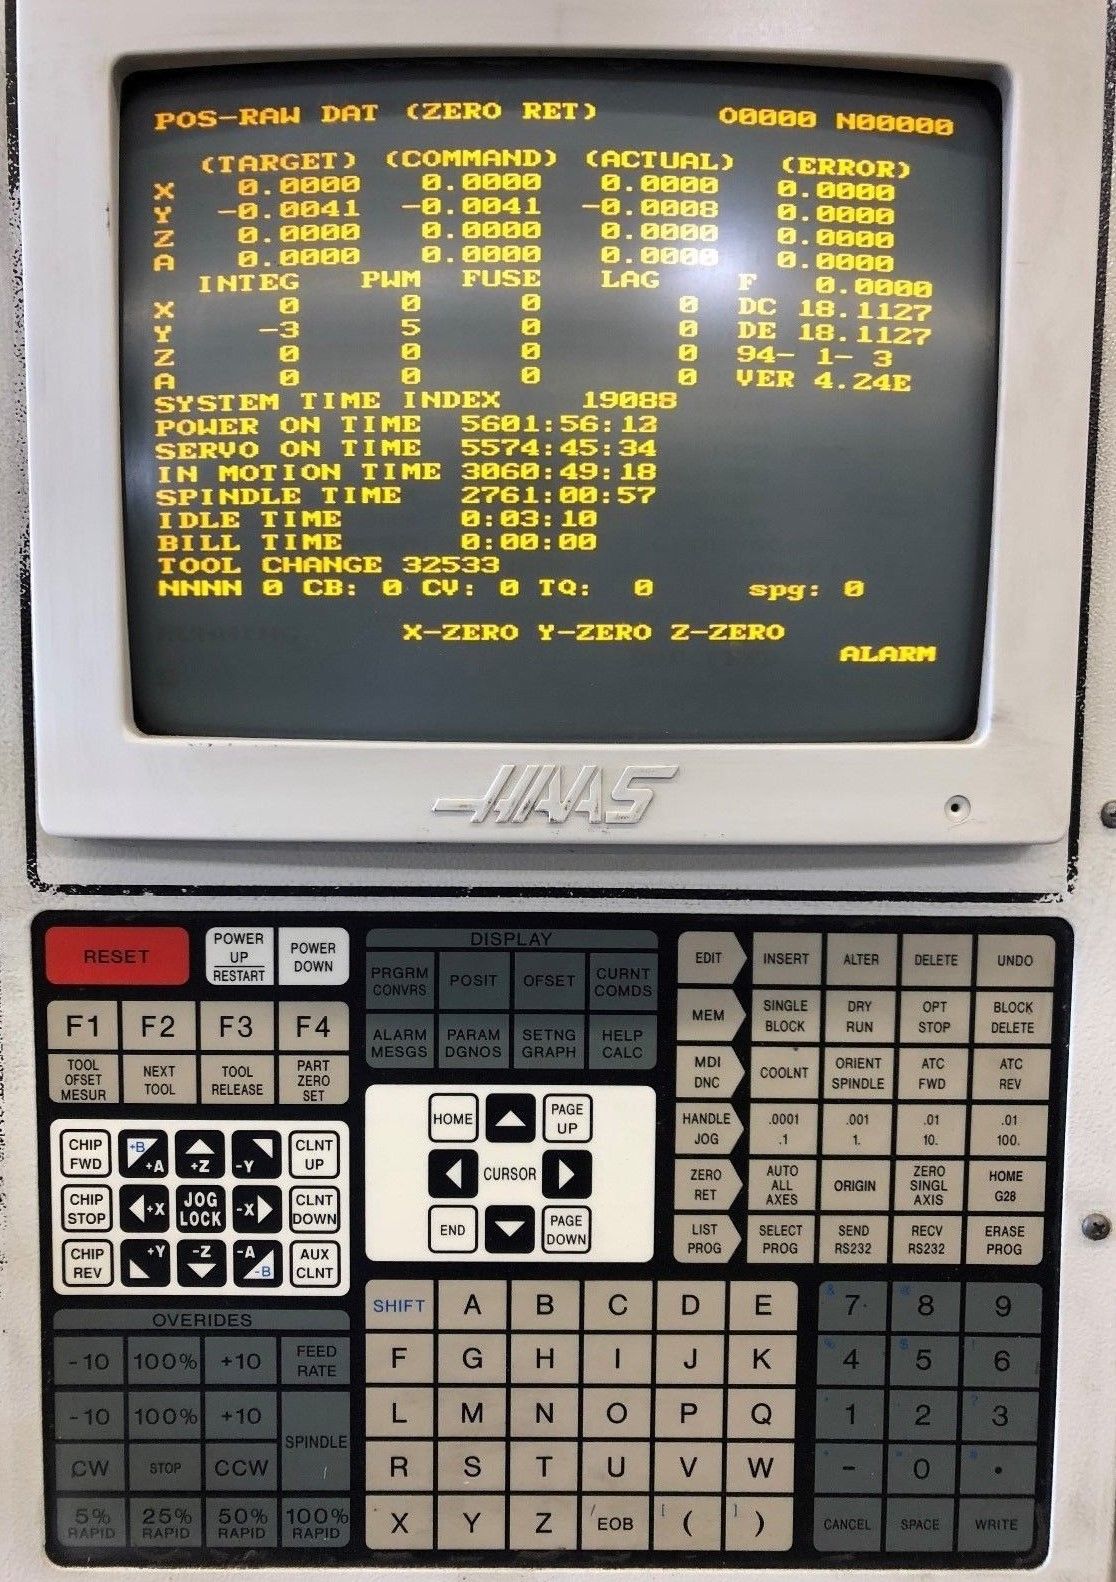 POS-RAW DAT (ZERO RET) O0000 N00000
(TARGET) (COMMAND) (ACTUAL) (ERROR)
X 0.0000 0.0000 0.0000 0.0000
Y -0.0041 -0.0041 -0.0008 0.0000
Z 0.0000 0.0000 0.0000 0.0000
A 0.0000 0.0000 0.0000 0.0000
INTEG PWM FUSE LAG F 0.0000
X 0 0 0 0 DC 18.1127
Y -3 5 0 0 DE 18.1127
Z 0 0 0 0 94- 1- 3
A 0 0 0 0 VER 4.24E
SYSTEM TIME INDEX 19088
POWER ON TIME 5601:56:12
SERVO ON TIME 5574:45:34
IN MOTION TIME 3060:49:18
SPINDLE TIME 2761:00:57
IDLE TIME 0:03:10
BILL TIME 0:00:00
TOOL CHANGE 32533
NNNN 0 CB: 0 CV: 0 TQ: 0 spg: 0
X-ZERO Y-ZERO Z-ZERO
ALARM
HAAS
RESET
POWER UP RESTART
POWER DOWN
F1 F2 F3 F4
TOOL OFSET MESUR
NEXT TOOL
TOOL RELEASE
PART ZERO SET
DISPLAY
PRGRM CONVRS
POSIT
OFSET
CURNT COMDS
ALARM MESGS
PARAM DGNOS
SETNG GRAPH
HELP CALC
EDIT INSERT ALTER DELETE UNDO
MEM
SINGLE BLOCK
DRY RUN
OPT STOP
BLOCK DELETE
MDI DNC
COOLNT
ORIENT SPINDLE
ATC FWD
ATC REV
HANDLE JOG
.0001 .1
.001 1.
.01 10.
.01 100.
ZERO RET
AUTO ALL AXES
ORIGIN
ZERO SINGL AXIS
HOME G28
LIST PROG
SELECT PROG
SEND RS232
RECV RS232
ERASE PROG
CHIP FWD
+B +A
+Z
-Y
CLNT UP
CHIP STOP
+X
JOG LOCK
-X
CLNT DOWN
CHIP REV
+Y
-Z
-A -B
AUX CLNT
HOME
PAGE UP
CURSOR
END
PAGE DOWN
OVERIDES
-10 100% +10 FEED RATE
-10 100% +10 SPINDLE
CW STOP CCW
5% RAPID
25% RAPID
50% RAPID
100% RAPID
SHIFT A B C D E
F G H I J K
L M N O P Q
R S T U V W
X Y Z / EOB [ ( ] )
& 7 8 9
% 4 $ 5 6
1 2 3
- 0 .
CANCEL SPACE WRITE